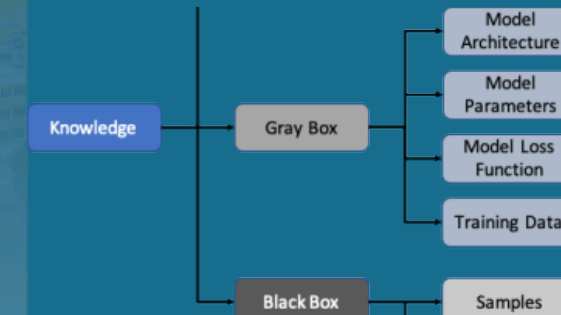 Model
Architecture
Model
Parameters
Knowledge
Gray Box
Model Loss
Function
Training Data
Black Box
Samples